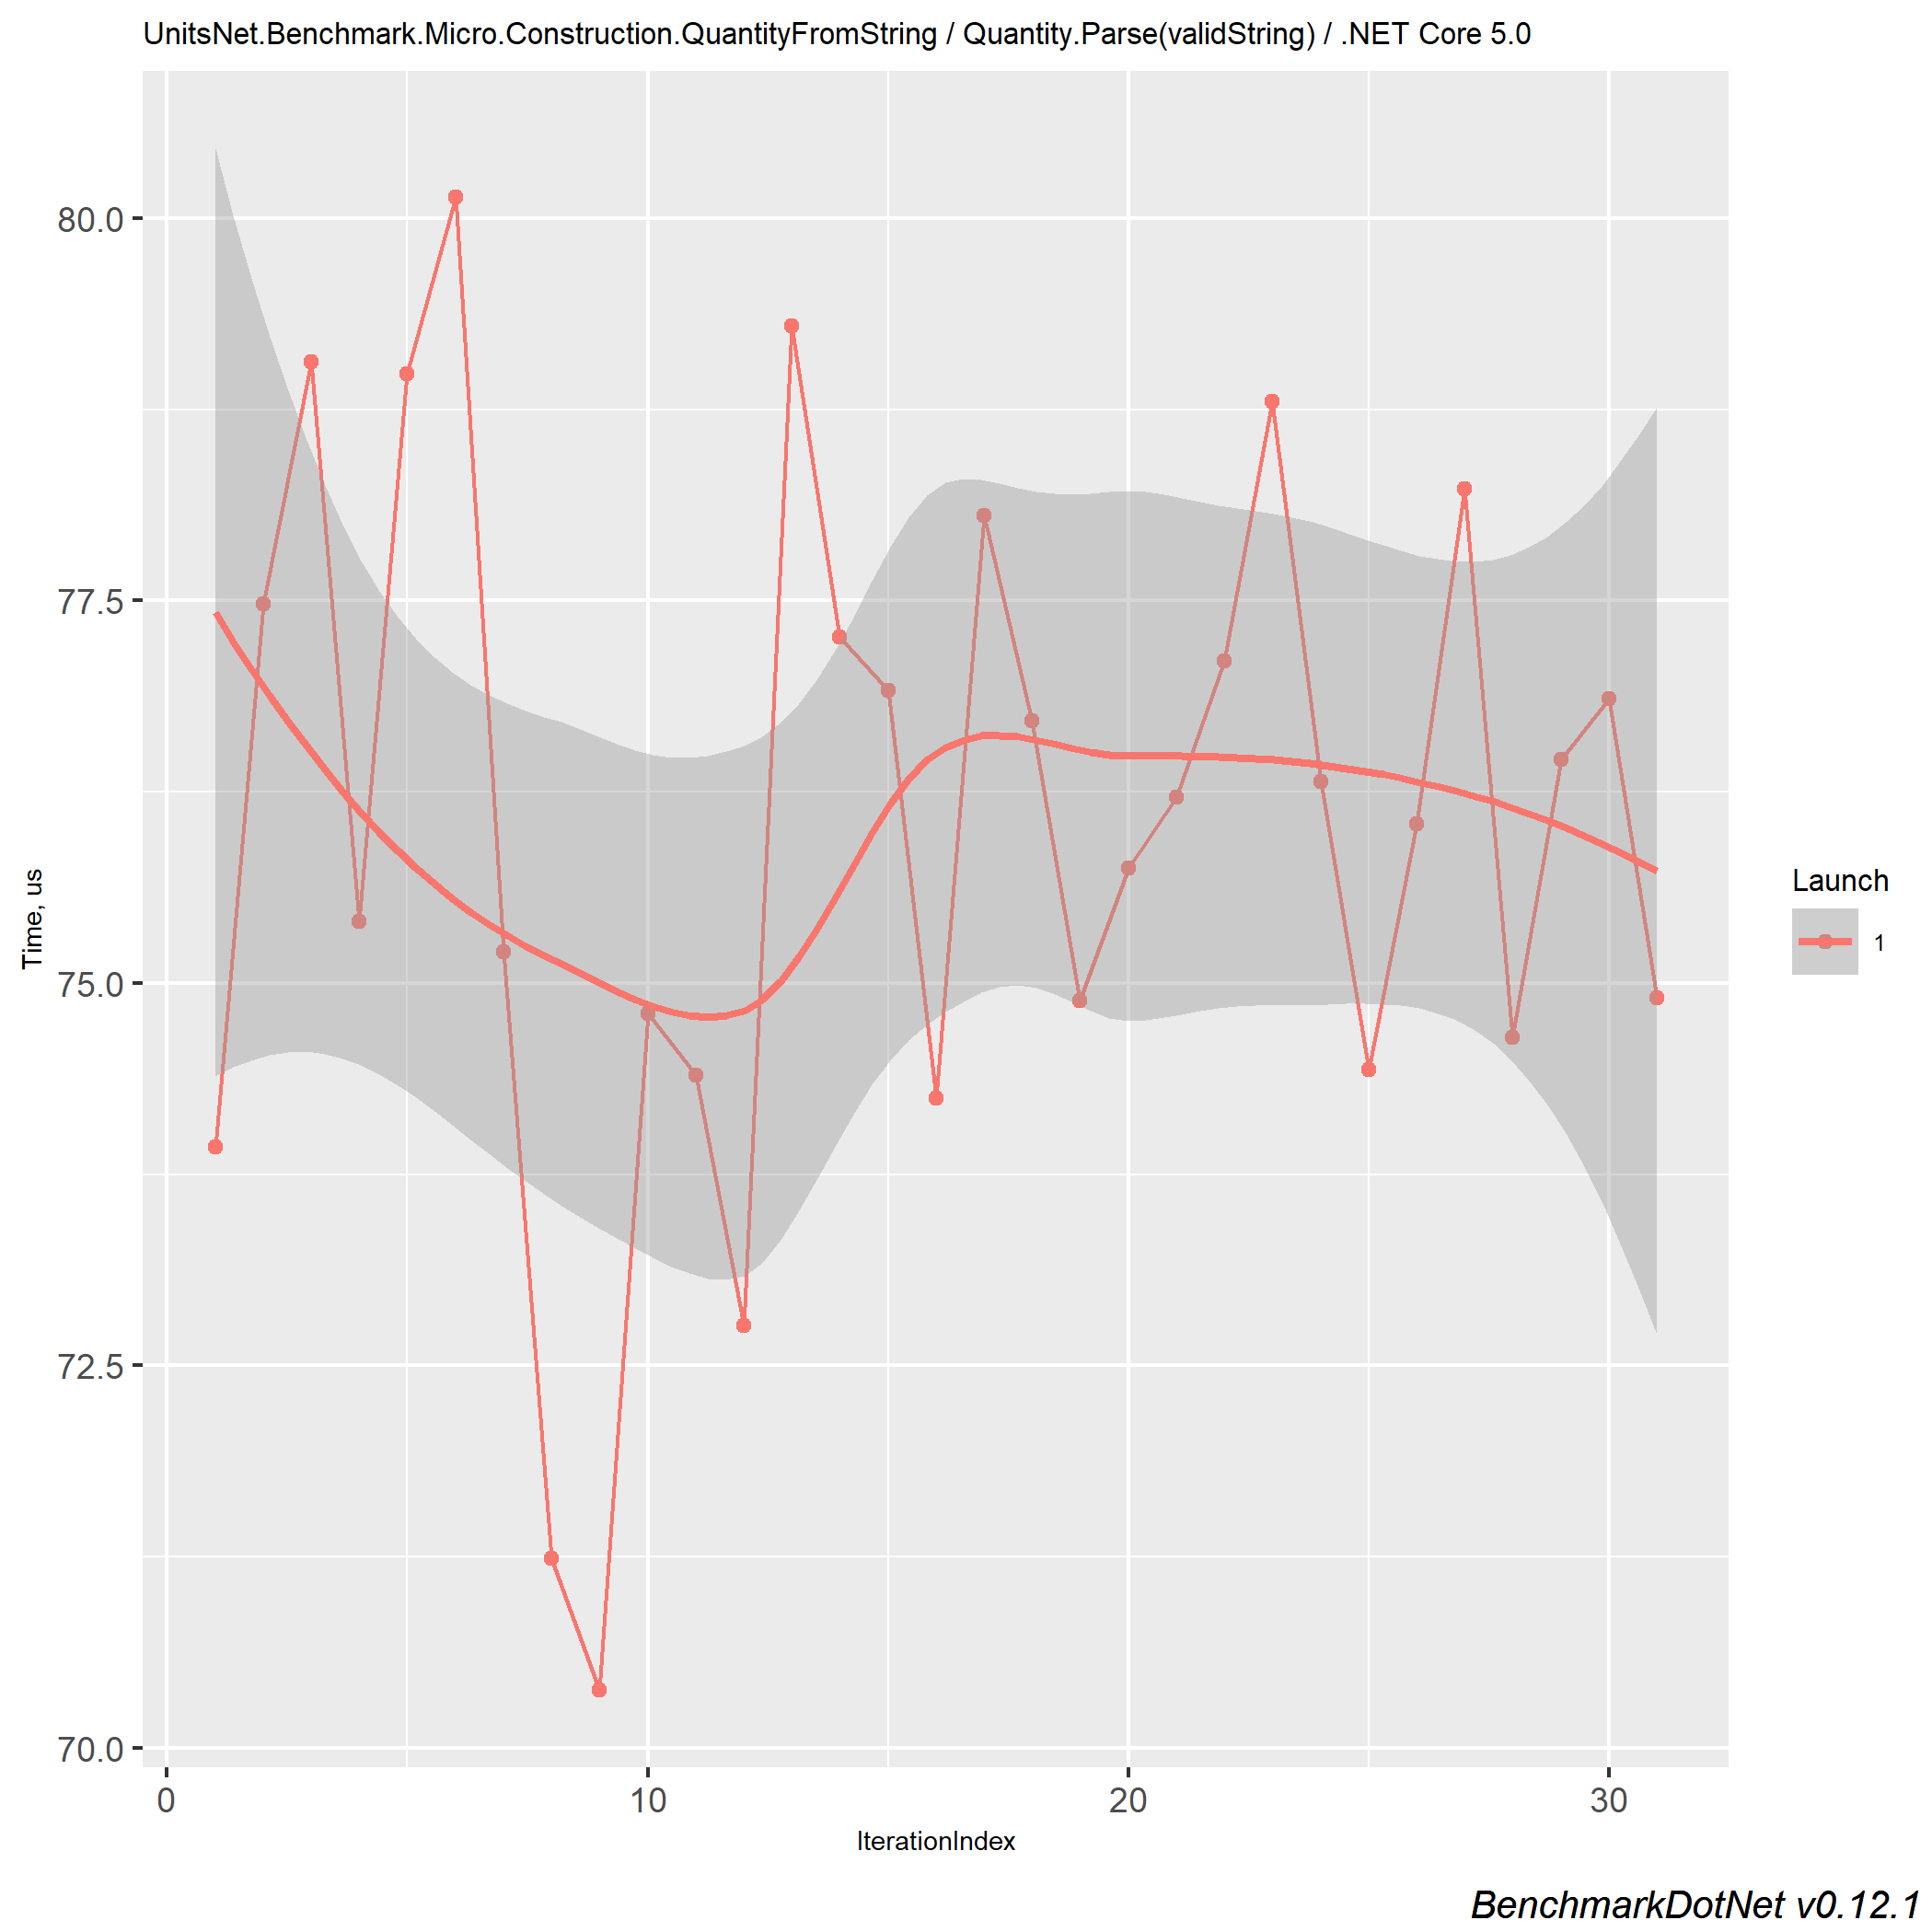 UnitsNet.Benchmark.Micro.Construction.QuantityFromString / Quantity.Parse(validString) / .NET Core 5.0
80.0
77.5
75.0
72.5
70.0
Time, us
0 10 20 30
IterationIndex
Launch
1
BenchmarkDotNet v0.12.1